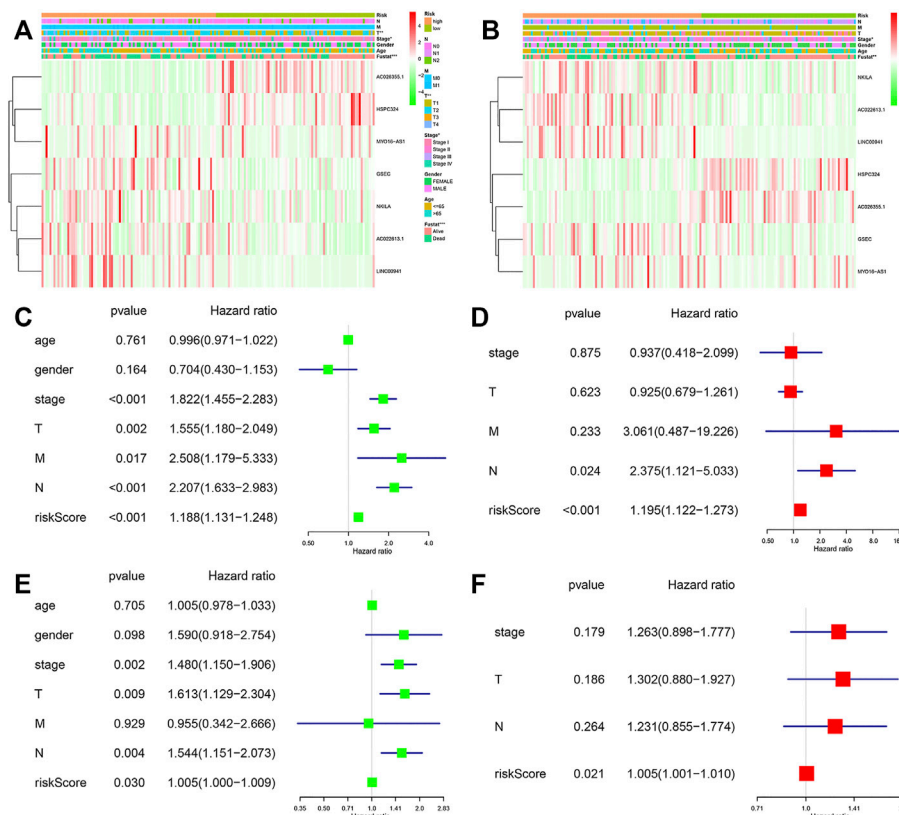 A
Risk
N
M
T**
Stage*
Gender
Age
Fustat***
AC026355.1
HSPC324
MYO16−AS1
GSEC
NKILA
AC022613.1
LINC00941
4
2
0
−2
−4
Risk
high
low
N
N0
N1
N2
M
M0
M1
T**
T1
T2
T3
T4
Stage*
Stage I
Stage II
Stage III
Stage IV
Gender
FEMALE
MALE
Age
<=65
>65
Fustat***
Alive
Dead
B
Risk
N
M
T
Stage*
Gender
Age
Fustat**
NKILA
AC022613.1
LINC00941
HSPC324
AC026355.1
GSEC
MYO16−AS1
C
pvalue Hazard ratio
age 0.761 0.996(0.971−1.022)
gender 0.164 0.704(0.430−1.153)
stage <0.001 1.822(1.455−2.283)
T 0.002 1.555(1.180−2.049)
M 0.017 2.508(1.179−5.333)
N <0.001 2.207(1.633−2.983)
riskScore <0.001 1.188(1.131−1.248)
0.50 1.0 2.0 4.0
Hazard ratio
D
pvalue Hazard ratio
stage 0.875 0.937(0.418−2.099)
T 0.623 0.925(0.679−1.261)
M 0.233 3.061(0.487−19.226)
N 0.024 2.375(1.121−5.033)
riskScore <0.001 1.195(1.122−1.273)
0.50 1.0 2.0 4.0 8.0 16
Hazard ratio
E
pvalue Hazard ratio
age 0.705 1.005(0.978−1.033)
gender 0.098 1.590(0.918−2.754)
stage 0.002 1.480(1.150−1.906)
T 0.009 1.613(1.129−2.304)
M 0.929 0.955(0.342−2.666)
N 0.004 1.544(1.151−2.073)
riskScore 0.030 1.005(1.000−1.009)
0.35 0.50 0.71 1.0 1.41 2.0 2.83
Hazard ratio
F
pvalue Hazard ratio
stage 0.179 1.263(0.898−1.777)
T 0.186 1.302(0.880−1.927)
N 0.264 1.231(0.855−1.774)
riskScore 0.021 1.005(1.001−1.010)
0.71 1.0 1.41
Hazard ratio